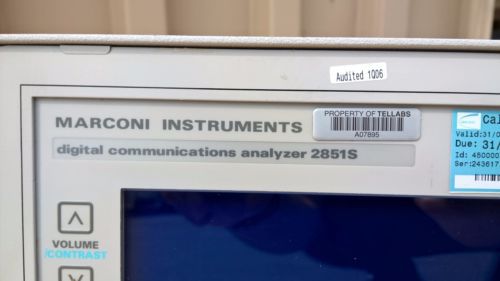 Audited 1Q06
MARCONI INSTRUMENTS
PROPERTY OF TELLABS
A07895
digital communications analyzer 2851S
Cal
Valid:31/0
Due: 31/
Id: 450000
Ser:243617
VOLUME
/CONTRAST